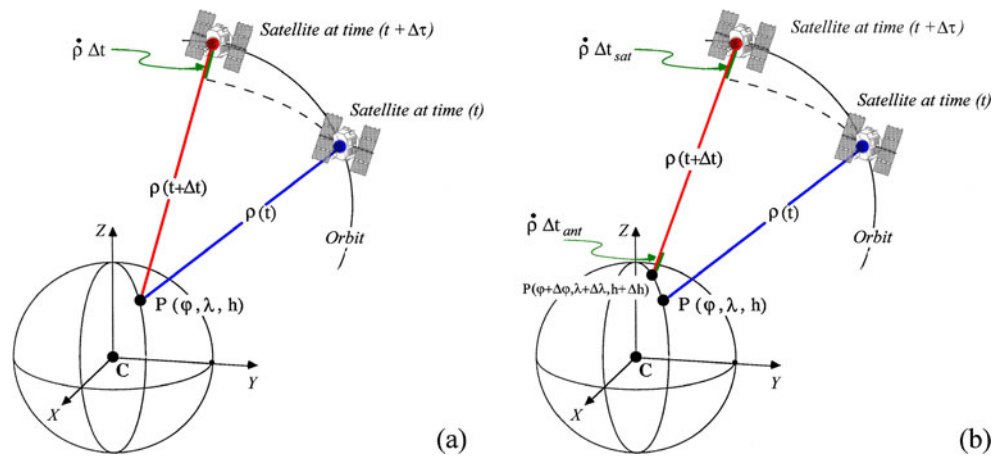 Satellite at time (t + Δτ)
ρ̇ Δt
Satellite at time (t)
ρ(t+Δt)
ρ(t)
Orbit
Z
P (φ, λ, h)
C
Y
X
(a)
Satellite at time (t + Δτ)
ρ̇ Δt_sat
Satellite at time (t)
ρ(t+Δt)
ρ(t)
Orbit
ρ̇ Δt_ant
Z
P(φ+Δφ,λ+Δλ,h+Δh)
P (φ, λ, h)
C
Y
X
(b)